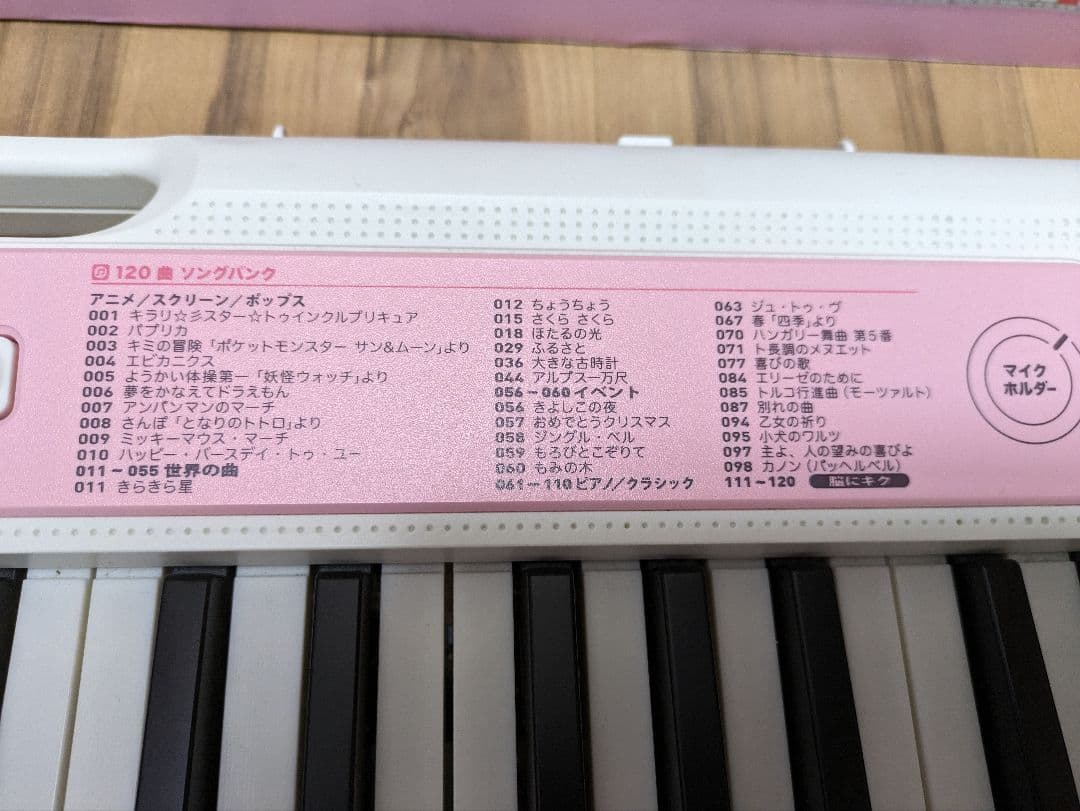 120 曲 ソングバンク
アニメ／スクリーン／ポップス
001 キラリ☆彡スター☆トゥインクルプリキュア
002 パプリカ
003 キミの冒険「ポケットモンスター サン&ムーン」より
004 エビカニクス
005 ようかい体操第一「妖怪ウォッチ」より
006 夢をかなえてドラえもん
007 アンパンマンのマーチ
008 さんぽ「となりのトトロ」より
009 ミッキーマウス・マーチ
010 ハッピー・バースデイ・トゥ・ユー
011～055 世界の曲
011 きらきら星
012 ちょうちょう
015 さくら さくら
018 ほたるの光
029 ふるさと
036 大きな古時計
044 アルプス一万尺
056～060 イベント
056 きよしこの夜
057 おめでとうクリスマス
058 ジングル・ベル
059 もろびとこぞりて
060 もみの木
061～110 ピアノ／クラシック
063 ジュ・トゥ・ヴ
067 春「四季」より
070 ハンガリー舞曲 第5番
071 ト長調のメヌエット
077 喜びの歌
084 エリーゼのために
085 トルコ行進曲（モーツァルト）
087 別れの曲
094 乙女の祈り
095 小犬のワルツ
097 主よ、人の望みの喜びよ
098 カノン（パッヘルベル）
111～120 脳にキク
マイク
ホルダー